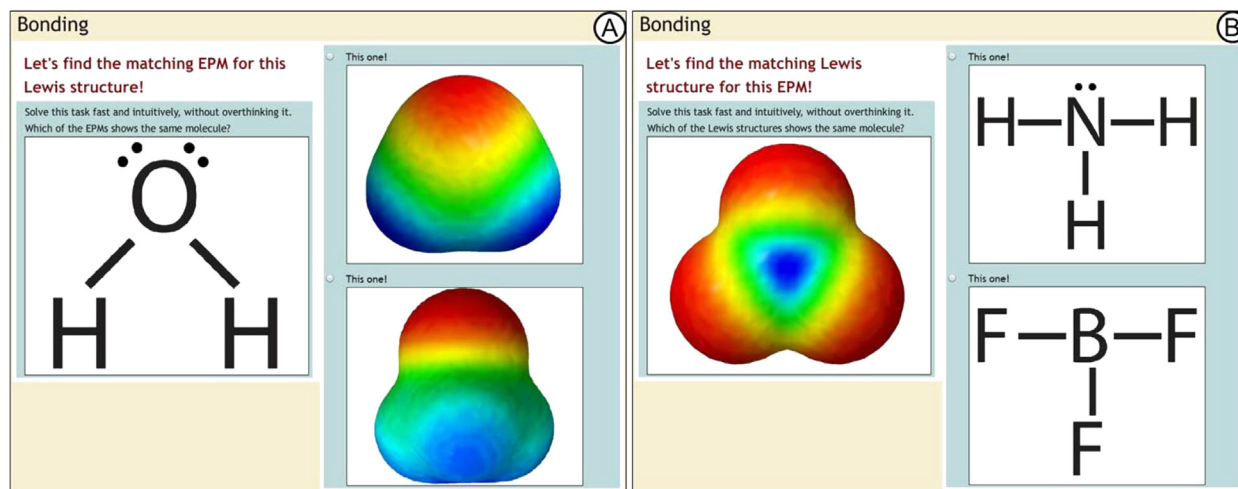 Bonding
A
Let's find the matching EPM for this
Lewis structure!
Solve this task fast and intuitively, without overthinking it.
Which of the EPMs shows the same molecule?
O
H H
This one!
This one!
Bonding
B
Let's find the matching Lewis
structure for this EPM!
Solve this task fast and intuitively, without overthinking it.
Which of the Lewis structures shows the same molecule?
This one!
H N H
H
This one!
F B F
F